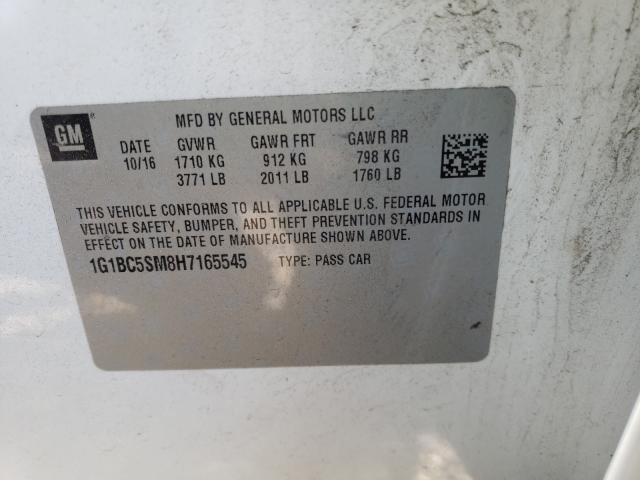 GM
MFD BY GENERAL MOTORS LLC
DATE GVWR GAWR FRT GAWR RR
10/16 1710 KG 912 KG 798 KG
3771 LB 2011 LB 1760 LB
THIS VEHICLE CONFORMS TO ALL APPLICABLE U.S. FEDERAL MOTOR
VEHICLE SAFETY, BUMPER, AND THEFT PREVENTION STANDARDS IN
EFFECT ON THE DATE OF MANUFACTURE SHOWN ABOVE.
1G1BC5SM8H7165545 TYPE: PASS CAR